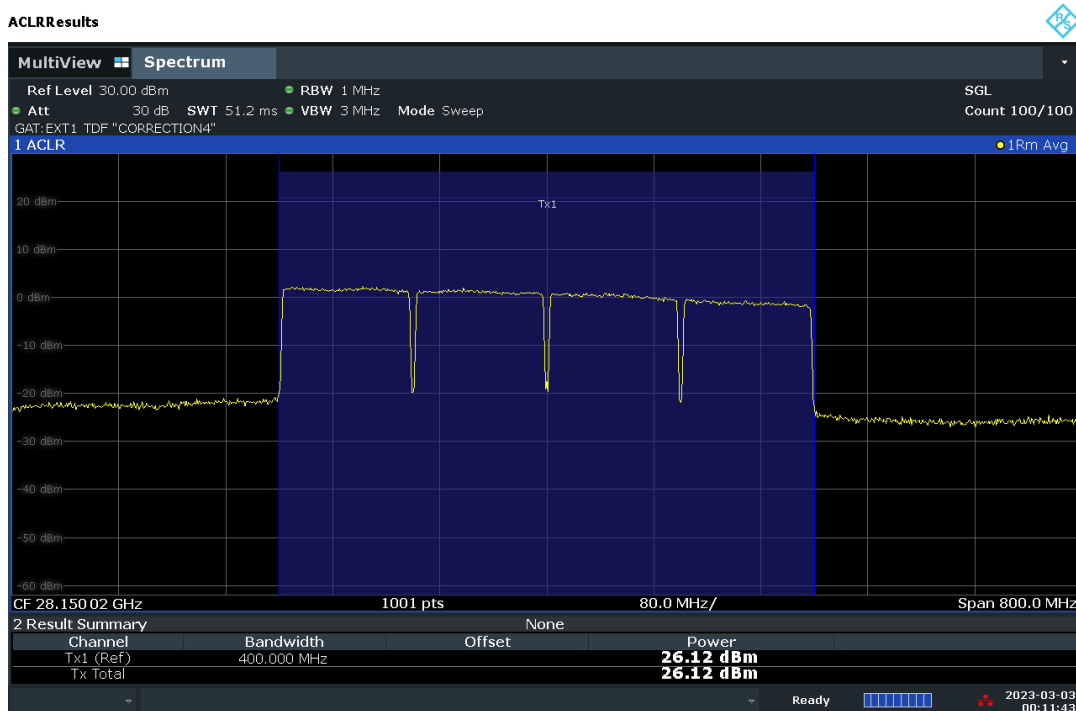 ACLRResults
R&S
MultiView Spectrum
Ref Level 30.00 dBm RBW 1 MHz SGL
Att 30 dB SWT 51.2 ms VBW 3 MHz Mode Sweep Count 100/100
GAT:EXT1 TDF "CORRECTION4"
1 ACLR 1Rm Avg
20 dBm
Tx1
10 dBm
0 dBm
-10 dBm
-20 dBm
-30 dBm
-40 dBm
-50 dBm
-60 dBm
CF 28.150 02 GHz 1001 pts 80.0 MHz/ Span 800.0 MHz
2 Result Summary None
Channel Bandwidth Offset Power
Tx1 (Ref) 400.000 MHz 26.12 dBm
Tx Total 26.12 dBm
Ready 2023-03-03
00:11:43